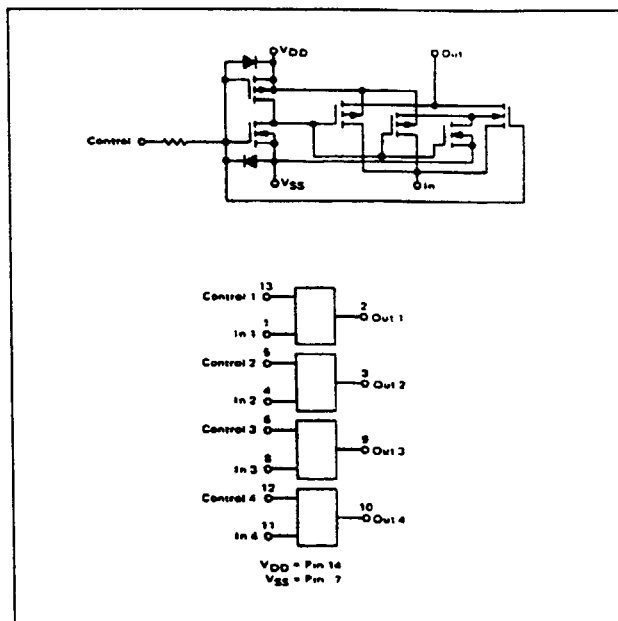 VDD
Out
Control
VSS
In
Control 1 13
2 Out 1
In 1 1
Control 2 5
3 Out 2
In 2 4
Control 3 6
9 Out 3
In 3 8
Control 4 12
10 Out 4
In 4 11
VDD = Pin 14
VSS = Pin 7